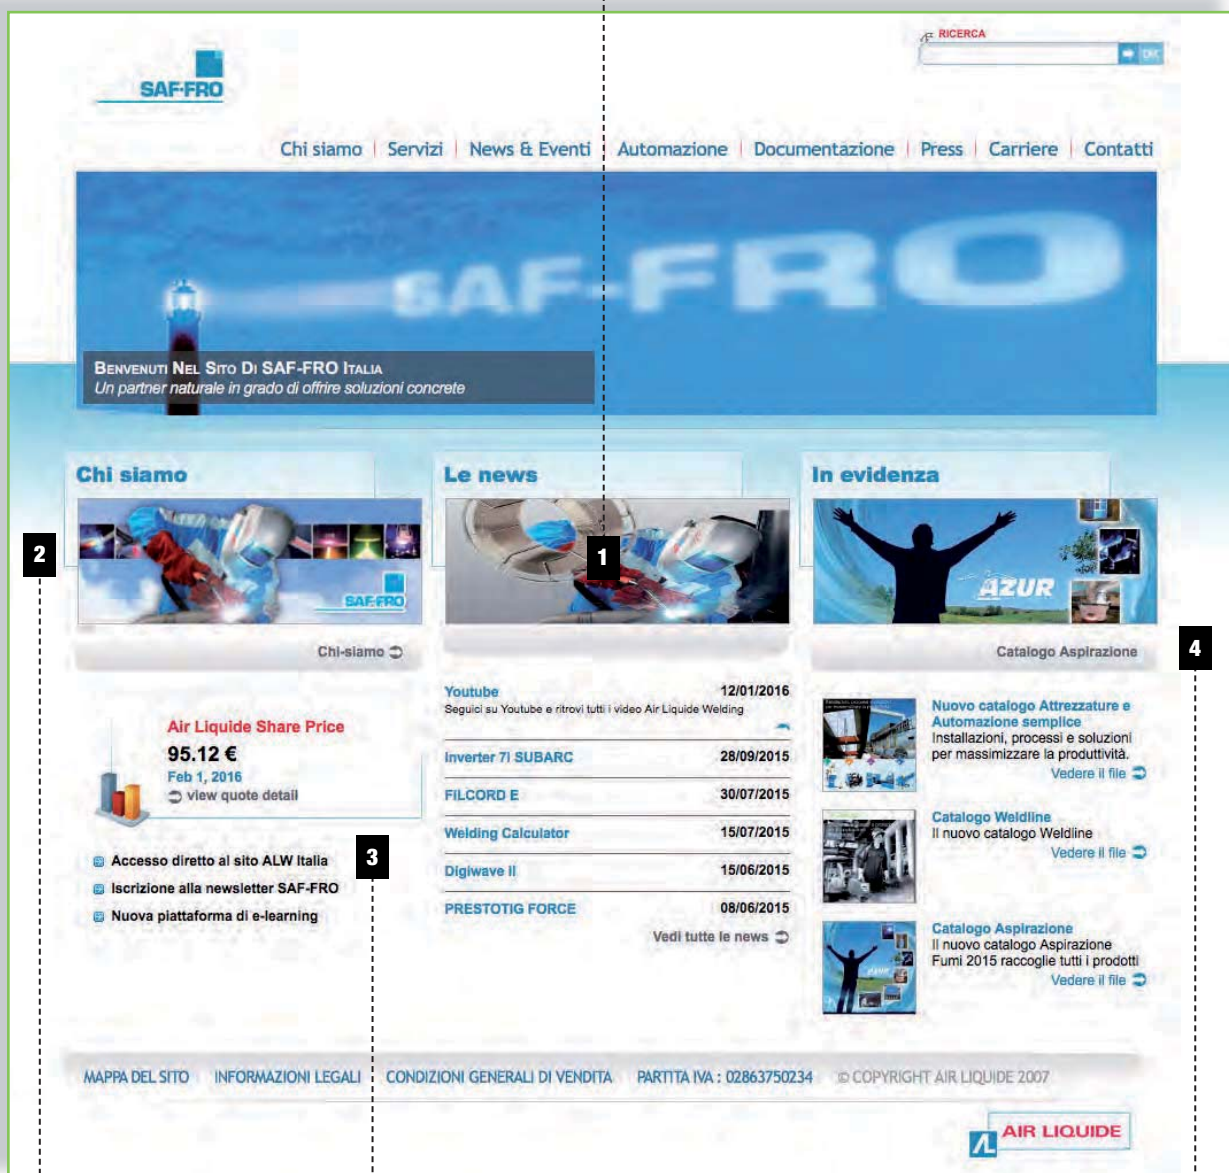 RICERCA
OK
SAF-FRO
Chi siamo | Servizi | News & Eventi | Automazione | Documentazione | Press | Carriere | Contatti
SAF-FRO
BENVENUTI NEL SITO DI SAF-FRO ITALIA
Un partner naturale in grado di offrire soluzioni concrete
Chi siamo
SAF-FRO
Chi-siamo
Air Liquide Share Price
95.12 €
Feb 1, 2016
view quote detail
Accesso diretto al sito ALW Italia
Iscrizione alla newsletter SAF-FRO
Nuova piattaforma di e-learning
2
3
Le news
1
Youtube 12/01/2016
Seguici su Youtube e ritrovi tutti i video Air Liquide Welding
Inverter 7I SUBARC 28/09/2015
FILCORD E 30/07/2015
Welding Calculator 15/07/2015
Digiwave II 15/06/2015
PRESTOTIG FORCE 08/06/2015
Vedi tutte le news
In evidenza
AZUR
4
Catalogo Aspirazione
Nuovo catalogo Attrezzature e
Automazione semplice
Installazioni, processi e soluzioni
per massimizzare la produttività.
Vedere il file
Catalogo Weldline
Il nuovo catalogo Weldline
Vedere il file
Catalogo Aspirazione
Il nuovo catalogo Aspirazione
Fumi 2015 raccoglie tutti i prodotti
Vedere il file
AZUR
MAPPA DEL SITO INFORMAZIONI LEGALI CONDIZIONI GENERALI DI VENDITA PARTITA IVA : 02863750234 © COPYRIGHT AIR LIQUIDE 2007
AIR LIQUIDE